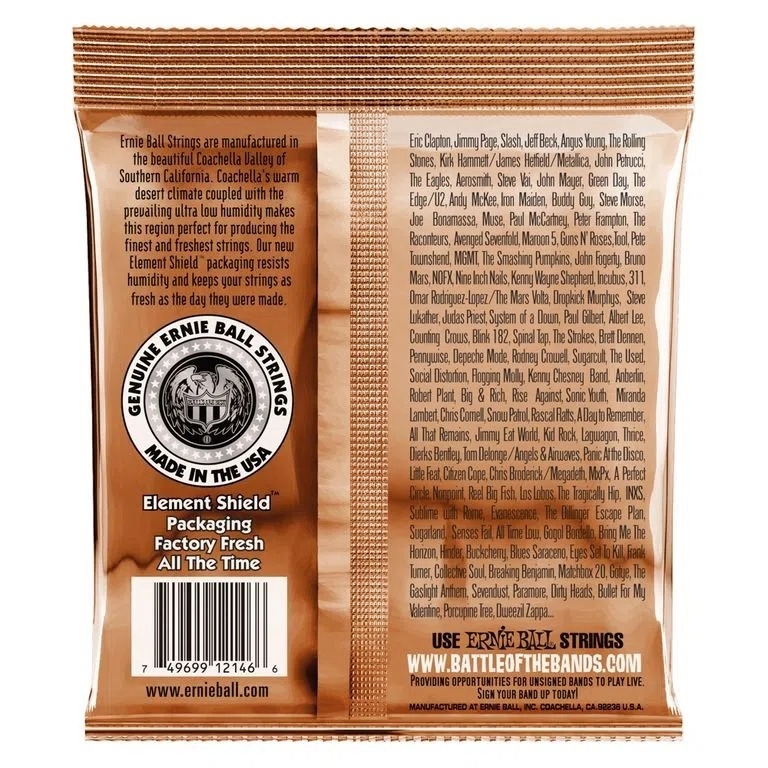 Ernie Ball Strings are manufactured in
the beautiful Coachella Valley of
Southern California. Coachella's warm
desert climate coupled with the
prevailing ultra low humidity makes
this region perfect for producing the
finest and freshest strings. Our new
Element Shield™ packaging resists
humidity and keeps your strings as
fresh as the day they were made.
GENUINE ERNIE BALL STRINGS
MADE IN THE USA
Element Shield™
Packaging
Factory Fresh
All The Time
7 49699 12146 6
www.ernieball.com
Eric Clapton, Jimmy Page, Slash, Jeff Beck, Angus Young, The Rolling
Stones, Kirk Hammett/James Hetfield/Metallica, John Petrucci,
The Eagles, Aerosmith, Steve Vai, John Mayer, Green Day, The
Edge/U2, Andy McKee, Iron Maiden, Buddy Guy, Steve Morse,
Joe Bonamassa, Muse, Paul McCartney, Peter Frampton, The
Raconteurs, Avenged Sevenfold, Maroon 5, Guns N' Roses, Tool, Pete
Townshend, MGMT, The Smashing Pumpkins, John Fogerty, Bruno
Mars, NOFX, Nine Inch Nails, Kenny Wayne Shepherd, Incubus, 311,
Omar Rodriguez-Lopez/The Mars Volta, Dropkick Murphys, Steve
Lukather, Judas Priest, System of a Down, Paul Gilbert, Albert Lee,
Counting Crows, Blink 182, Spinal Tap, The Strokes, Brett Dennen,
Pennywise, Depeche Mode, Rodney Crowell, Sugarcult, The Used,
Social Distortion, Flogging Molly, Kenny Chesney Band, Anberlin,
Robert Plant, Big & Rich, Rise Against, Sonic Youth, Miranda
Lambert, Chris Cornell, Snow Patrol, Rascal Flatts, A Day to Remember,
All That Remains, Jimmy Eat World, Kid Rock, Lagwagon, Thrice,
Dierks Bentley, Tom Delonge/Angels & Airwaves, Panic At the Disco,
Little Feat, Citizen Cope, Chris Broderick/Megadeth, MxPx, A Perfect
Circle, Nonpoint, Reel Big Fish, Los Lobos, The Tragically Hip, INXS,
Sublime with Rome, Evanescence, The Dillinger Escape Plan,
Sugarland, Senses Fail, All Time Low, Gogol Bordello, Bring Me The
Horizon, Hinder, Buckcherry, Blues Saraceno, Eyes Set To Kill, Frank
Turner, Collective Soul, Breaking Benjamin, Matchbox 20, Gotye, The
Gaslight Anthem, Sevendust, Paramore, Dirty Heads, Bullet For My
Valentine, Porcupine Tree, Dweezil Zappa...
USE ERNIE BALL STRINGS
WWW.BATTLEOFTHEBANDS.COM
PROVIDING OPPORTUNITIES FOR UNSIGNED BANDS TO PLAY LIVE.
SIGN YOUR BAND UP TODAY!
MANUFACTURED AT ERNIE BALL, INC. COACHELLA, CA.92236 U.S.A.